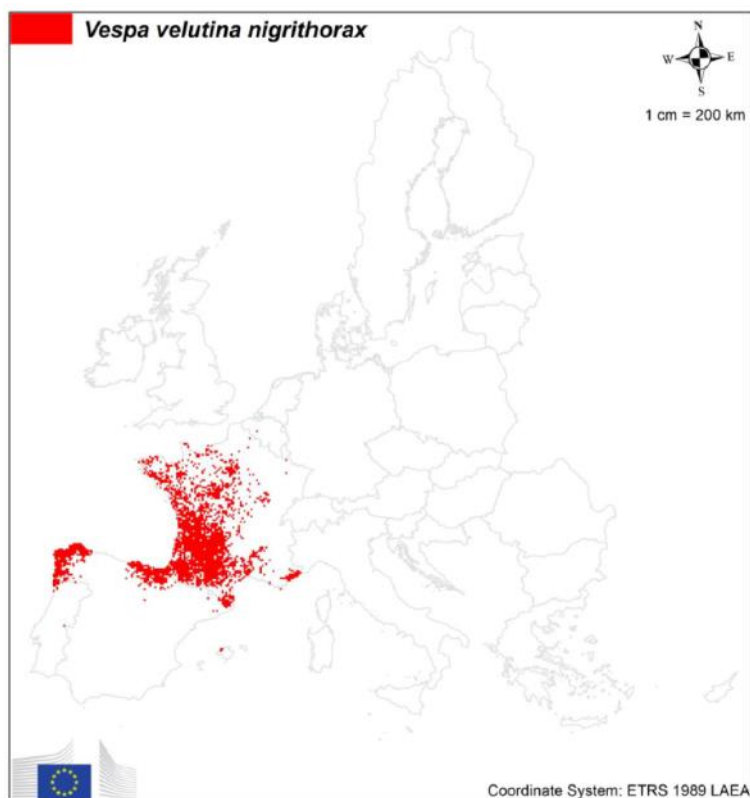 Vespa velutina nigrithorax
N
W E
S
1 cm = 200 km
Coordinate System: ETRS 1989 LAEA